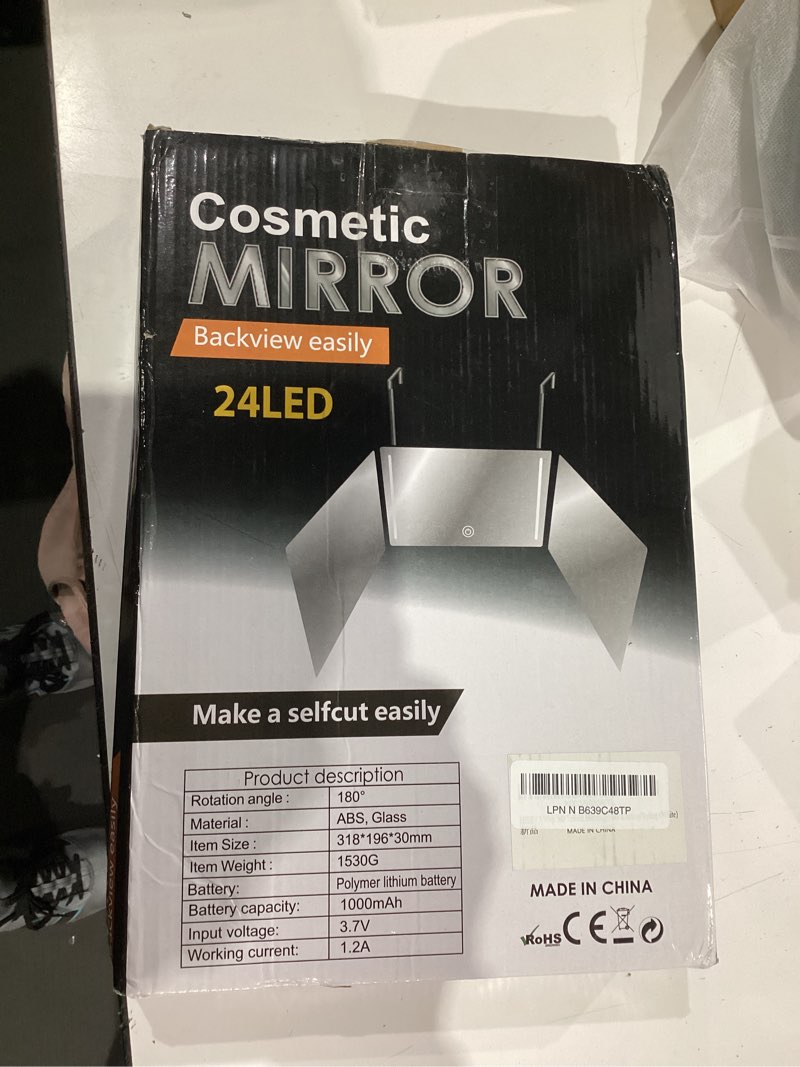 Cosmetic
MIRROR
Backview easily
24LED
Make a selfcut easily
Product description
Rotation angle : 180°
Material : ABS, Glass
Item Size : 318*196*30mm
Item Weight : 1530G
Battery: Polymer lithium battery
Battery capacity: 1000mAh
Input voltage: 3.7V
Working current: 1.2A
LPN N B639C48TP
MADE IN CHINA
MADE IN CHINA
RoHS CE
view easily